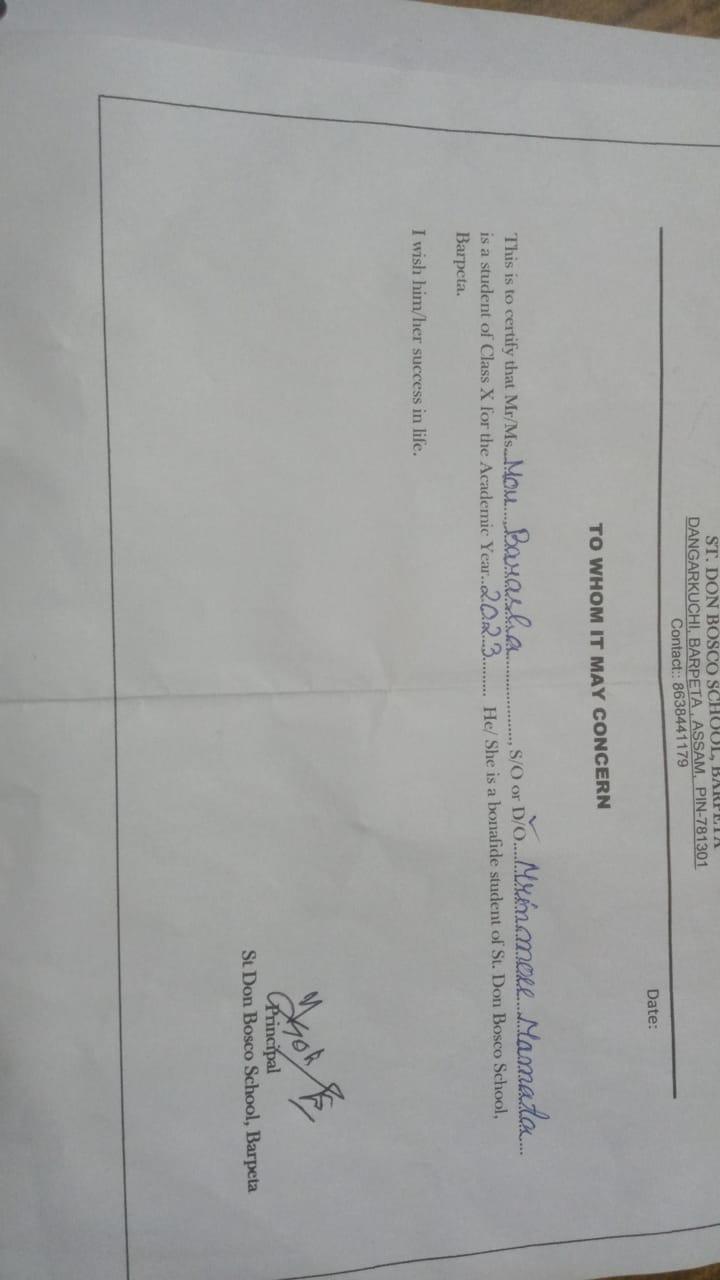 ST. DON BOSCO SCHOOL, BARPETA
DANGARKUCHI, BARPETA, ASSAM, PIN-781301
Contact:: 8638441179
Date:
TO WHOM IT MAY CONCERN
This is to certify that Mr/Ms...Mou Barasha..................., S/O or D/O...Mrinmoee Mamata...
is a student of Class X for the Academic Year..2023......... He/ She is a bonafide student of St. Don Bosco School,
Barpeta.
I wish him/her success in life.
Principal
St Don Bosco School, Barpeta